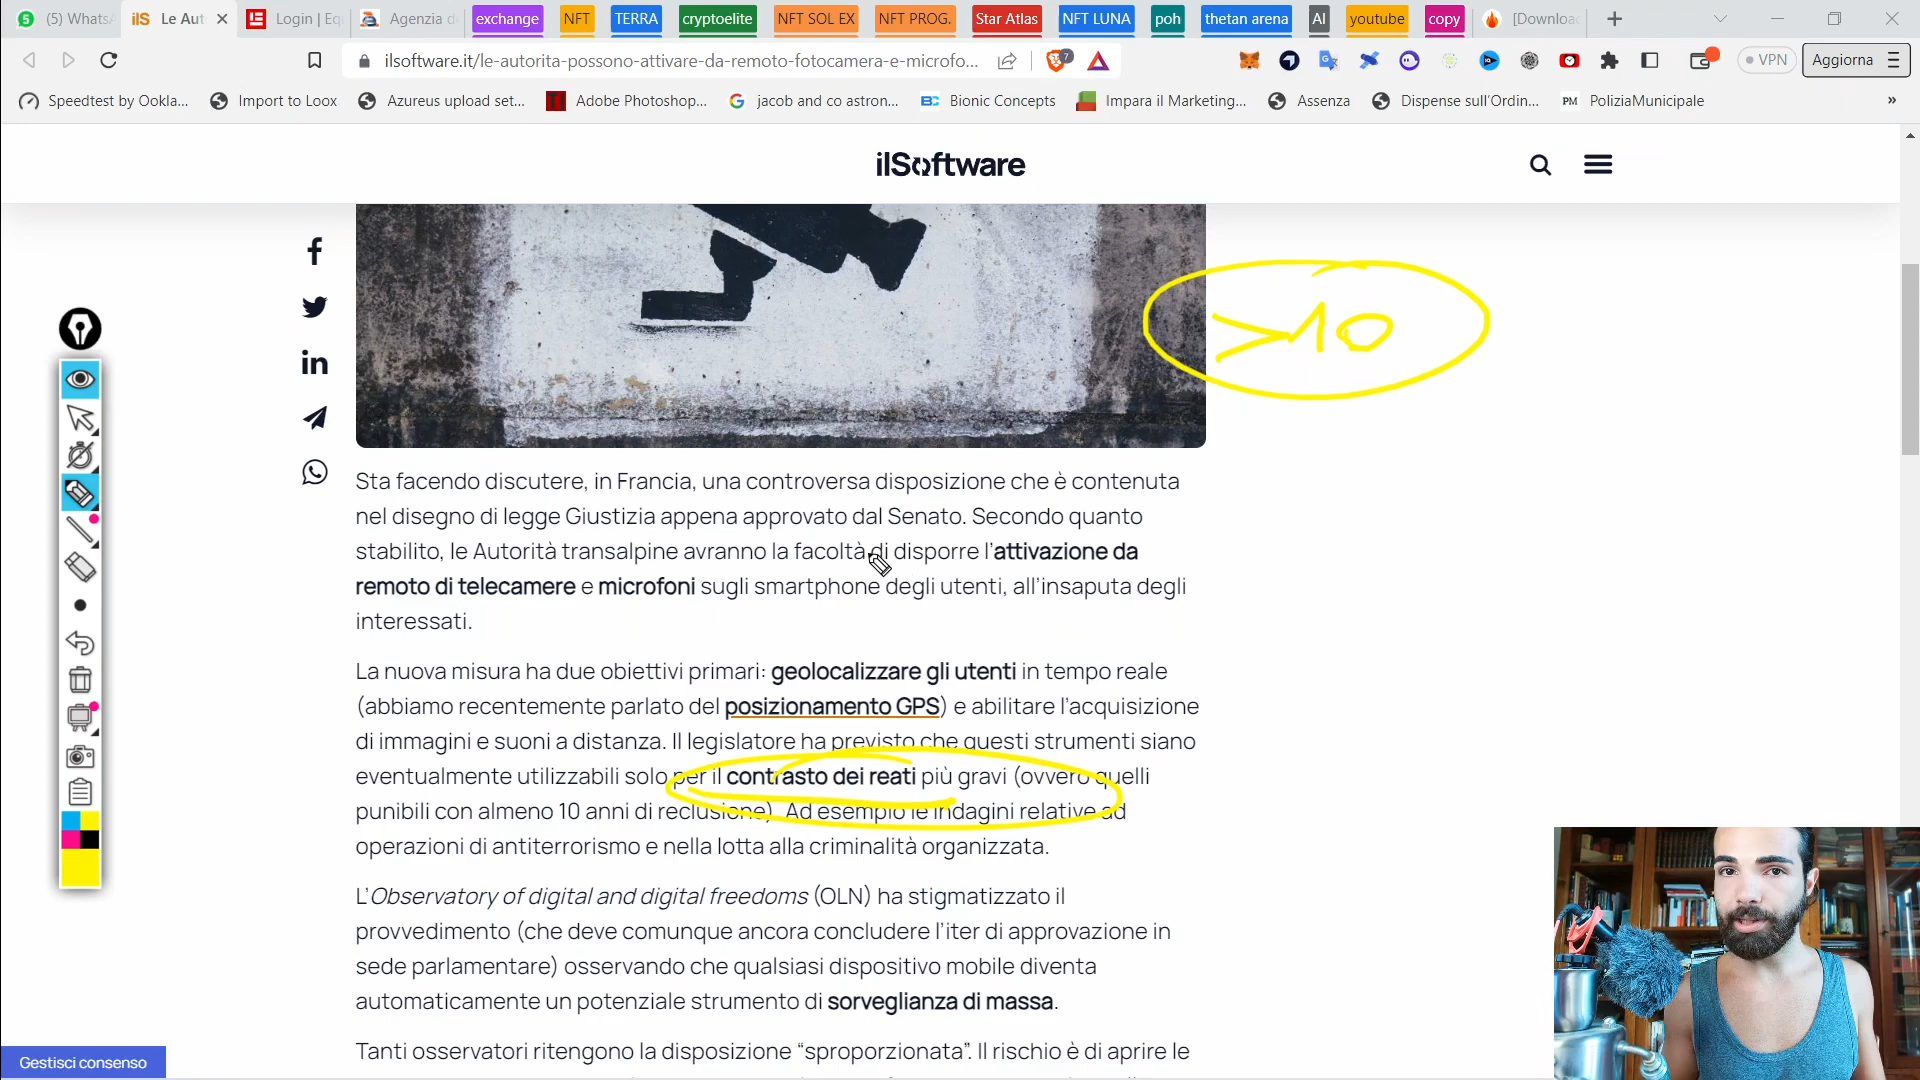 (5) Whats
ilS Le Aut
Login | Eq
Agenzia d
exchange
NFT
TERRA
cryptoelite
NFT SOL EX
NFT PROG.
Star Atlas
NFT LUNA
poh
thetan arena
AI
youtube
copy
[Downloa
ilsoftware.it/le-autorita-possono-attivare-da-remoto-fotocamera-e-microfo...
7
VPN
Aggiorna
Speedtest by Ookla...
Import to Loox
Azureus upload set...
Adobe Photoshop...
jacob and co astron...
Bionic Concepts
Impara il Marketing...
Assenza
Dispense sull'Ordin...
PM PoliziaMunicipale
»
ilSoftware
>10
Sta facendo discutere, in Francia, una controversa disposizione che è contenuta
nel disegno di legge Giustizia appena approvato dal Senato. Secondo quanto
stabilito, le Autorità transalpine avranno la facoltà di disporre l'attivazione da
remoto di telecamere e microfoni sugli smartphone degli utenti, all'insaputa degli
interessati.
La nuova misura ha due obiettivi primari: geolocalizzare gli utenti in tempo reale
(abbiamo recentemente parlato del posizionamento GPS) e abilitare l'acquisizione
di immagini e suoni a distanza. Il legislatore ha previsto che questi strumenti siano
eventualmente utilizzabili solo per il contrasto dei reati più gravi (ovvero quelli
punibili con almeno 10 anni di reclusione). Ad esempio le indagini relative ad
operazioni di antiterrorismo e nella lotta alla criminalità organizzata.
L'Observatory of digital and digital freedoms (OLN) ha stigmatizzato il
provvedimento (che deve comunque ancora concludere l'iter di approvazione in
sede parlamentare) osservando che qualsiasi dispositivo mobile diventa
automaticamente un potenziale strumento di sorveglianza di massa.
Tanti osservatori ritengono la disposizione “sproporzionata”. Il rischio è di aprire le
Gestisci consenso